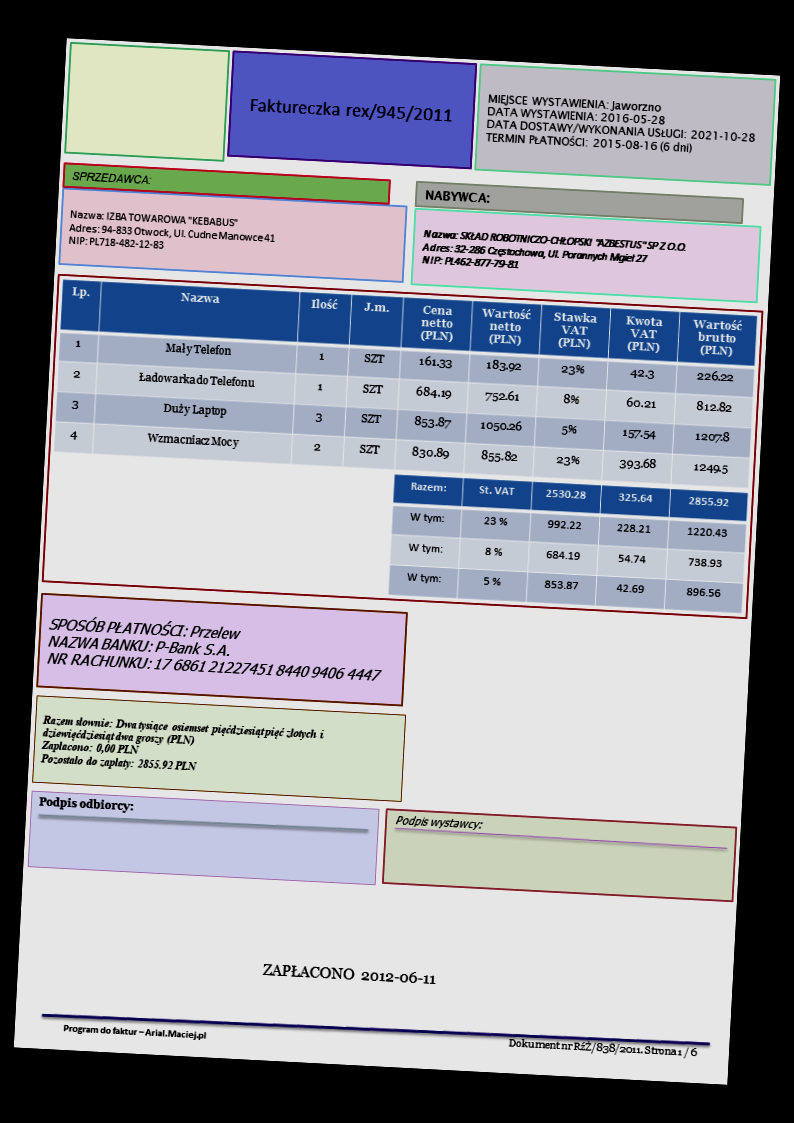 Faktureczka rex/945/2011
MIEJSCE WYSTAWIENIA: Jaworzno
DATA WYSTAWIENIA: 2016-05-28
DATA DOSTAWY/WYKONANIA USŁUGI: 2021-10-28
TERMIN PŁATNOŚCI: 2015-08-16 (6 dni)
SPRZEDAWCA:
Nazwa: IZBA TOWAROWA "KEBABUS"
Adres: 94-833 Otwock, Ul. Cudne Manowce 41
NIP: PL718-482-12-83
NABYWCA:
Nazwa: SKŁAD ROBOTNICZO-CHŁOPSKI "AZBESTUS" SP Z O.O.
Adres: 32-286 Częstochowa, Ul. Porannych Mgieł 27
NIP: PL462-877-79-81
Lp. Nazwa Ilość J.m. Cena netto (PLN) Wartość netto (PLN) Stawka VAT (PLN) Kwota VAT (PLN) Wartość brutto (PLN)
1 Mały Telefon 1 SZT 161.33 183.92 23% 42.3 226.22
2 Ładowarka do Telefonu 1 SZT 684.19 752.61 8% 60.21 812.82
3 Duży Laptop 3 SZT 853.87 1050.26 5% 157.54 1207.8
4 Wzmacniacz Mocy 2 SZT 830.89 855.82 23% 393.68 1249.5
Razem: St. VAT 2530.28 325.64 2855.92
W tym: 23 % 992.22 228.21 1220.43
W tym: 8 % 684.19 54.74 738.93
W tym: 5 % 853.87 42.69 896.56
SPOSÓB PŁATNOŚCI: Przelew
NAZWA BANKU: P-Bank S.A.
NR RACHUNKU: 17 6861 21227451 8440 9406 4447
Razem słownie: Dwa tysiące osiemset pięćdziesiąt pięć złotych i
dziewięćdziesiąt dwa groszy (PLN)
Zapłacono: 0,00 PLN
Pozostało do zapłaty: 2855.92 PLN
Podpis odbiorcy:
Podpis wystawcy:
ZAPŁACONO 2012-06-11
Program do faktur – Arial.Maciej.pl
Dokument nr RŹŻ/838/2011. Strona 1 / 6